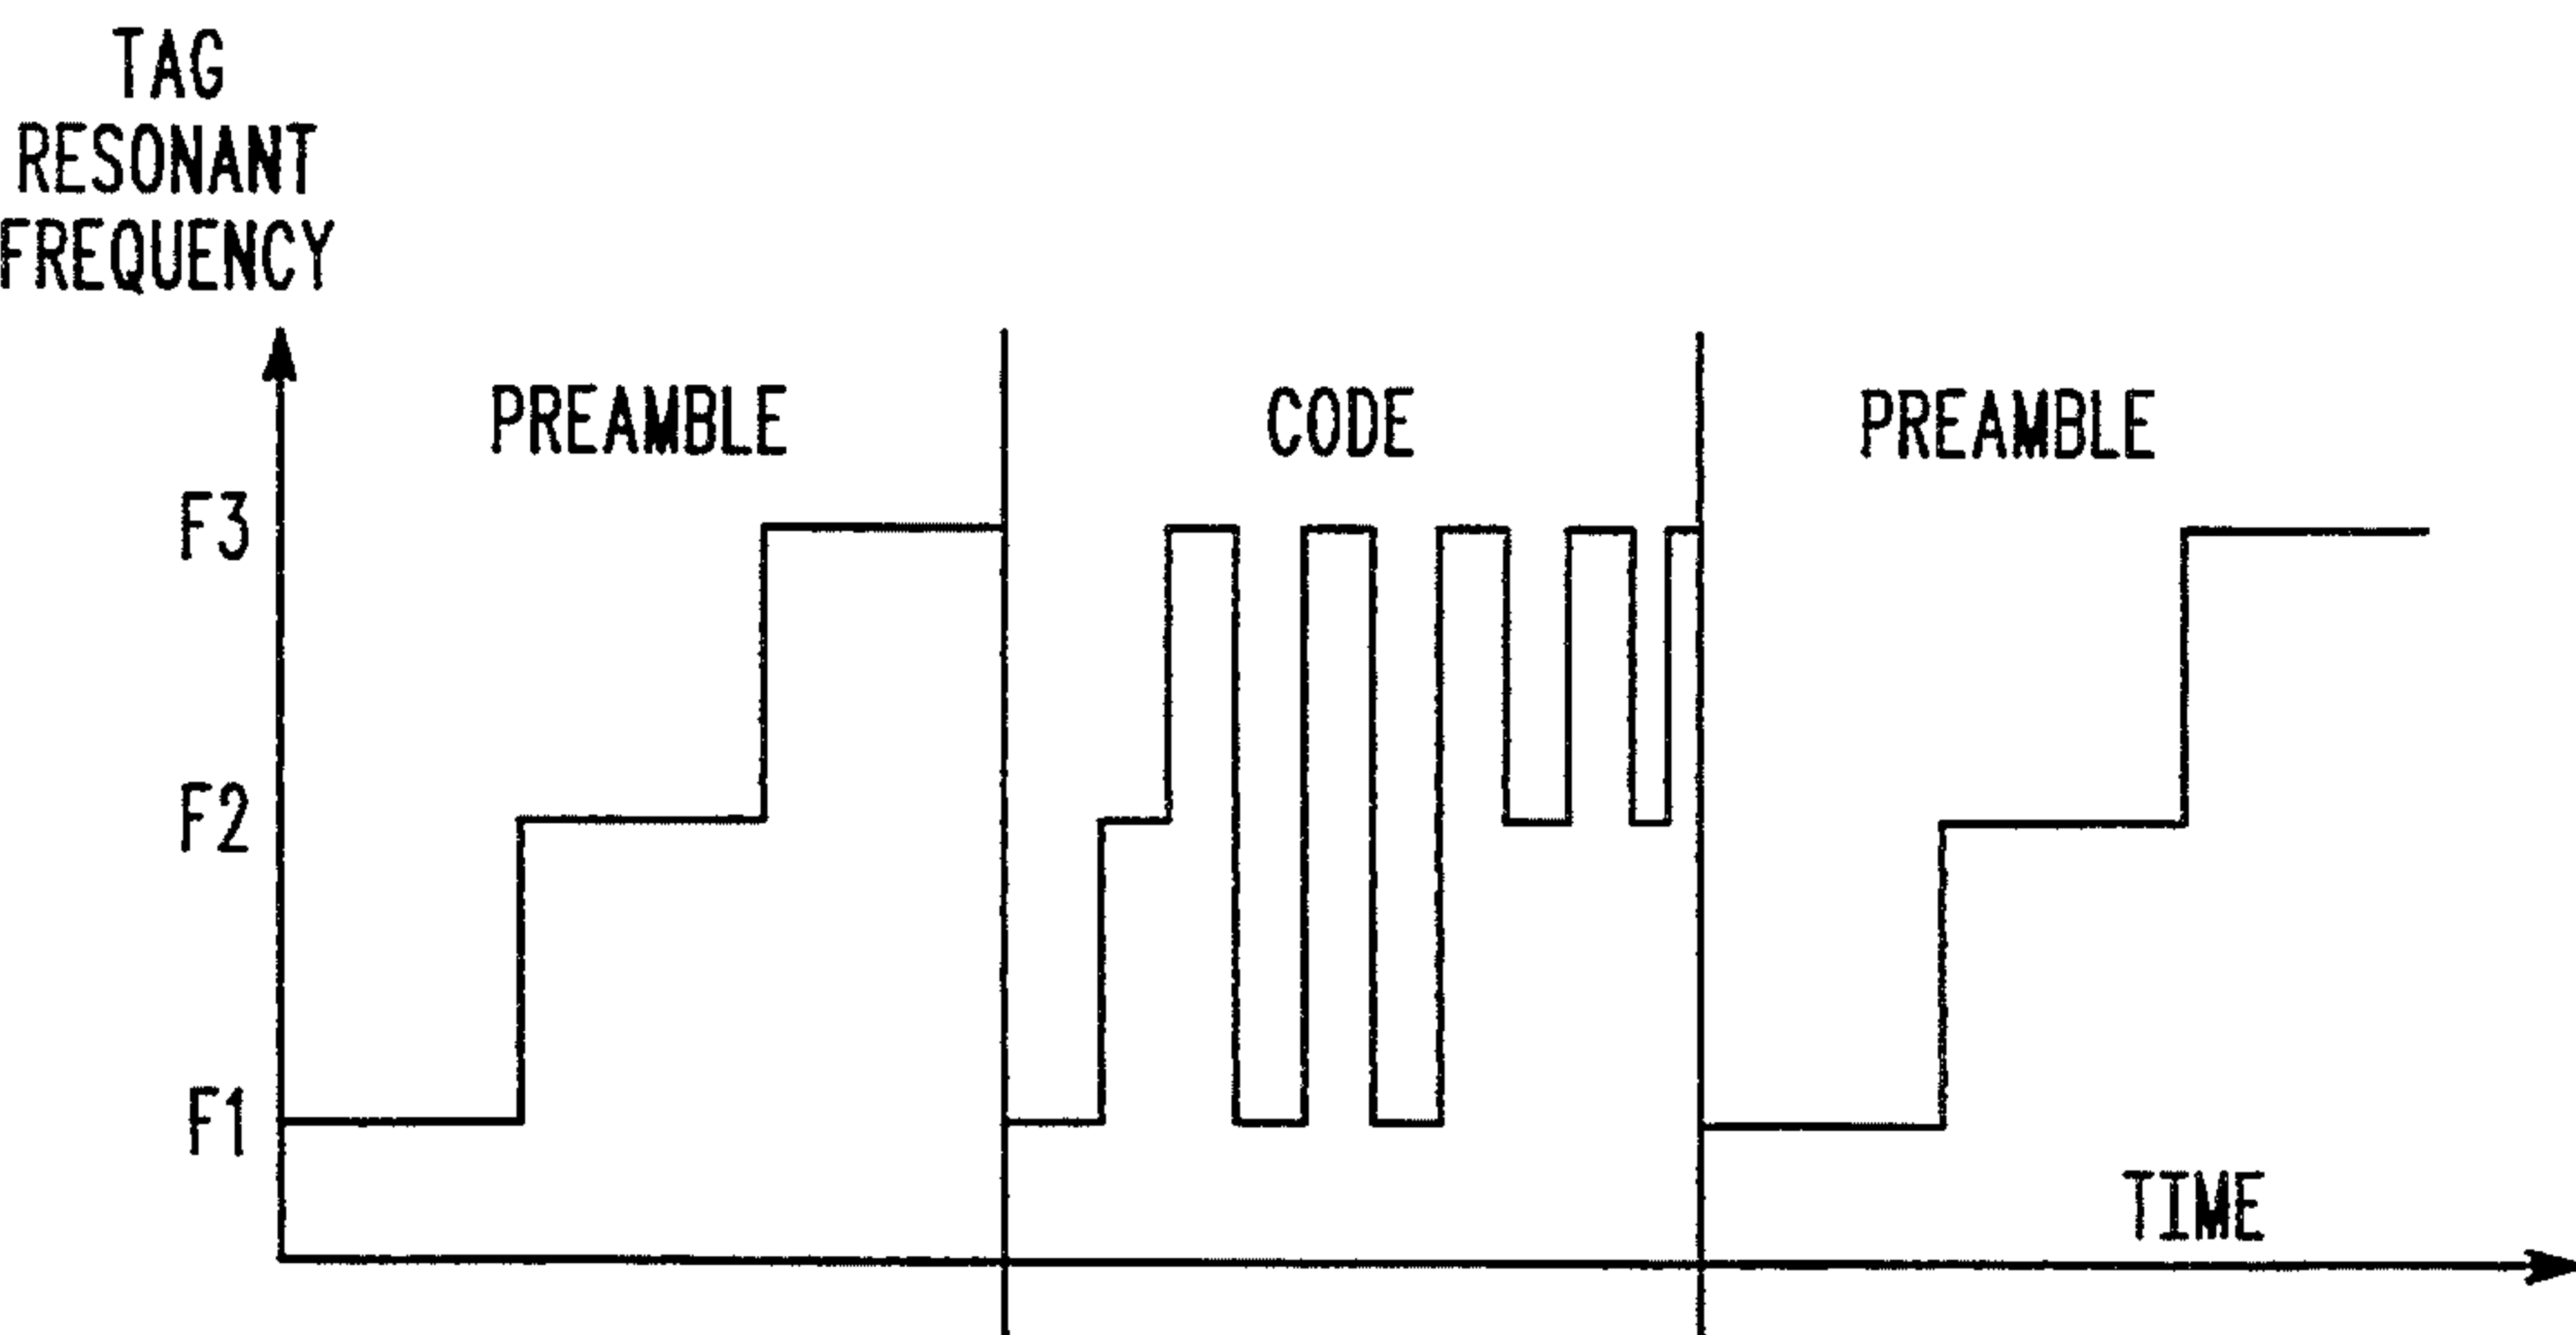 TAG
RESONANT
FREQUENCY
PREAMBLE CODE PREAMBLE
F3
F2
F1
TIME